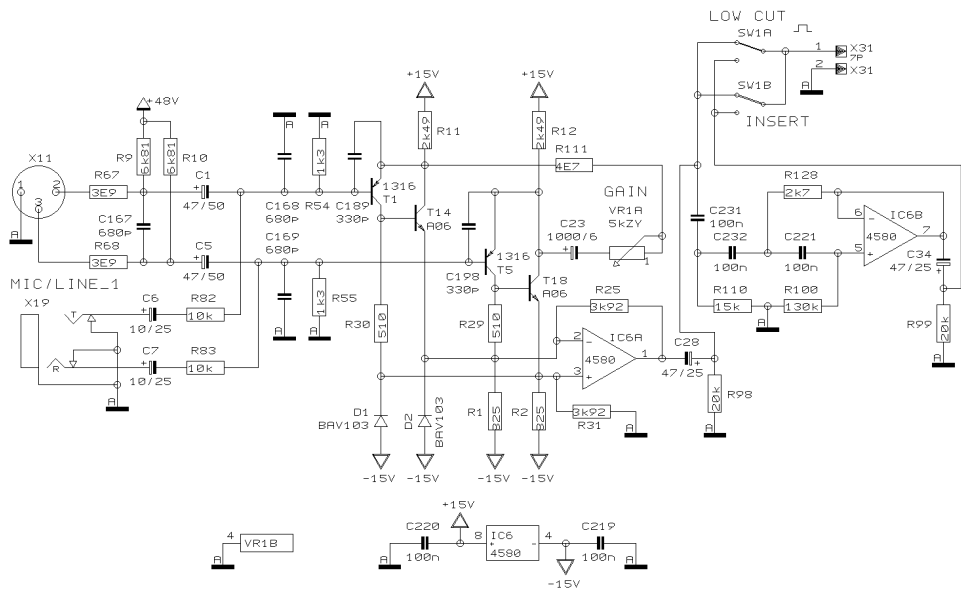 LOW CUT
SW1A
1
X31
7P
2
X31
A
SW1B
INSERT
+15V
+15V
+48V
2k49
R11
2k49
R12
R111
4E7
A
A
X11
R9
6k81
6k81
R10
1
2
3
R67
3E9
C1
+
47/50
C168
680p
1k3
R54
C189
330p
1316
T1
T14
A06
GAIN
VR1A
5kZY
1
C23
1000/6
+
R128
2k7
IC6B
6
-
4580
7
5
+
C231
100n
C232
100n
C221
100n
C34
47/25
+
A
C167
680p
R68
3E9
C5
+
47/50
C169
680p
1316
T5
C198
330p
T18
A06
R110
15k
R100
130k
A
R99
20k
A
MIC/LINE_1
X19
T
R
C6
+
10/25
R82
10k
C7
+
10/25
R83
10k
A
A
1k3
R55
A
R30
510
R29
510
R25
3k92
IC6A
2
-
4580
1
3
+
C28
+
47/25
20k
R98
A
D1
BAV103
D2
BAV103
R1
825
R2
825
3k92
R31
A
-15V
-15V
-15V
-15V
4
VR1B
A
+15V
C220
100n
A
8
+
IC6
4580
-
4
C219
100n
A
-15V